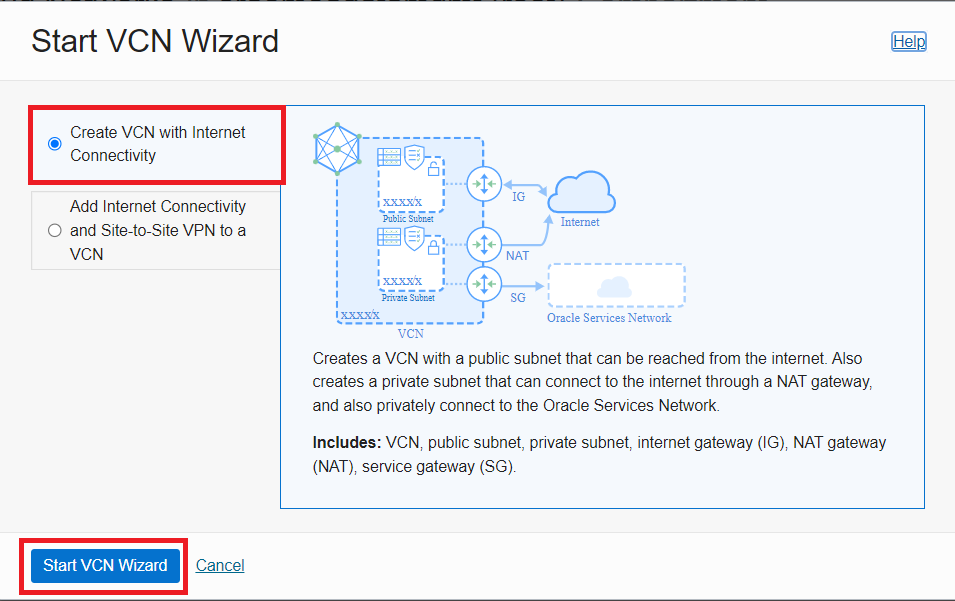 Start VCN Wizard
Help
Create VCN with Internet
Connectivity
Add Internet Connectivity
and Site-to-Site VPN to a
VCN
XXXX/X
Public Subnet
IG
Internet
XXXX/X
Private Subnet
NAT
SG
XXXX/X
VCN
Oracle Services Network
Creates a VCN with a public subnet that can be reached from the internet. Also
creates a private subnet that can connect to the internet through a NAT gateway,
and also privately connect to the Oracle Services Network.
Includes: VCN, public subnet, private subnet, internet gateway (IG), NAT gateway
(NAT), service gateway (SG).
Start VCN Wizard
Cancel